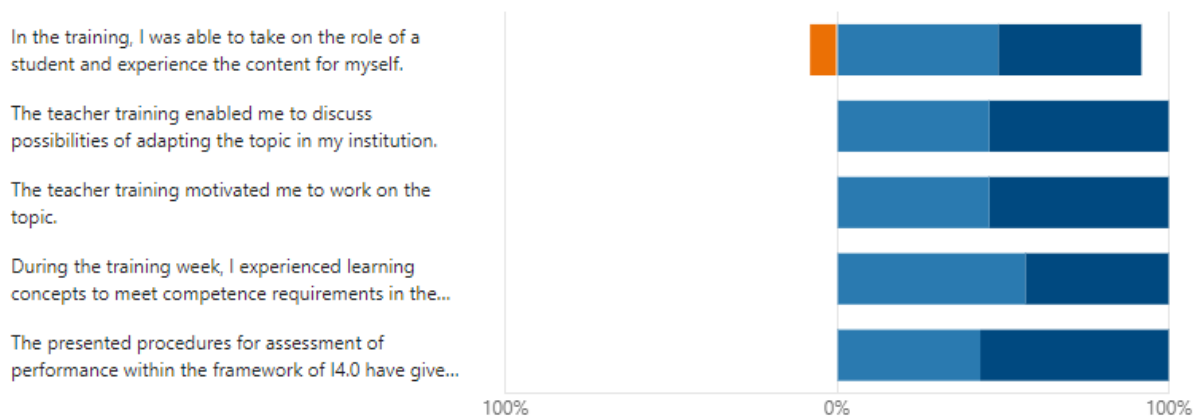 In the training, I was able to take on the role of a
student and experience the content for myself.
The teacher training enabled me to discuss
possibilities of adapting the topic in my institution.
The teacher training motivated me to work on the
topic.
During the training week, I experienced learning
concepts to meet competence requirements in the...
The presented procedures for assessment of
performance within the framework of I4.0 have give...
100% 0% 100%